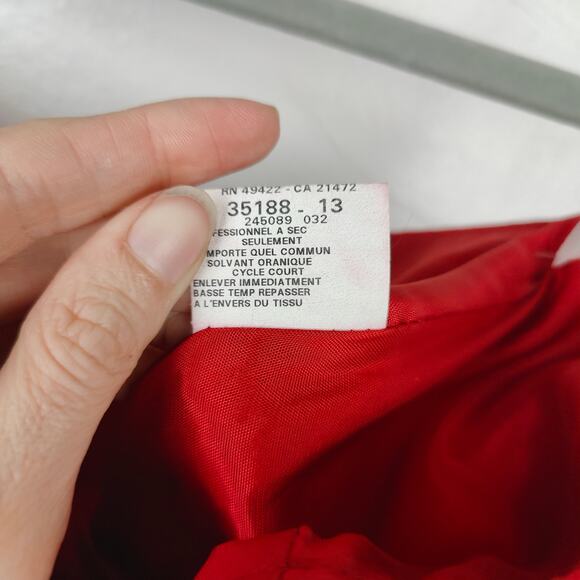 RN 49422 - CA 21472
35188 - 13
245089 032
FESSIONNEL A SEC
SEULEMENT
IMPORTE QUEL COMMUN
SOLVANT ORANIQUE
CYCLE COURT
ENLEVER IMMEDIATMENT
BASSE TEMP REPASSER
A L'ENVERS DU TISSU